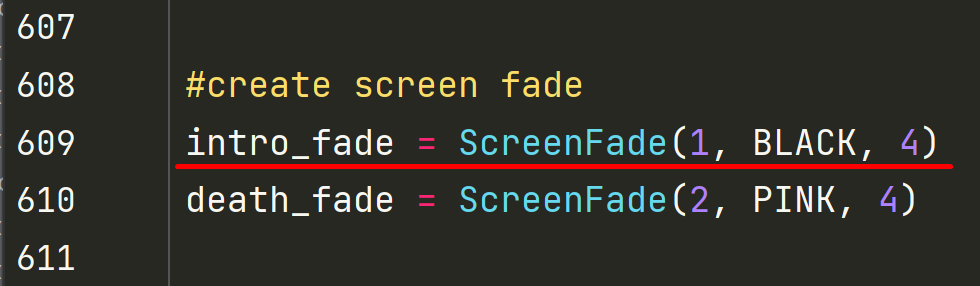 607
608 #create screen fade
609 intro_fade = ScreenFade(1, BLACK, 4)
610 death_fade = ScreenFade(2, PINK, 4)
611